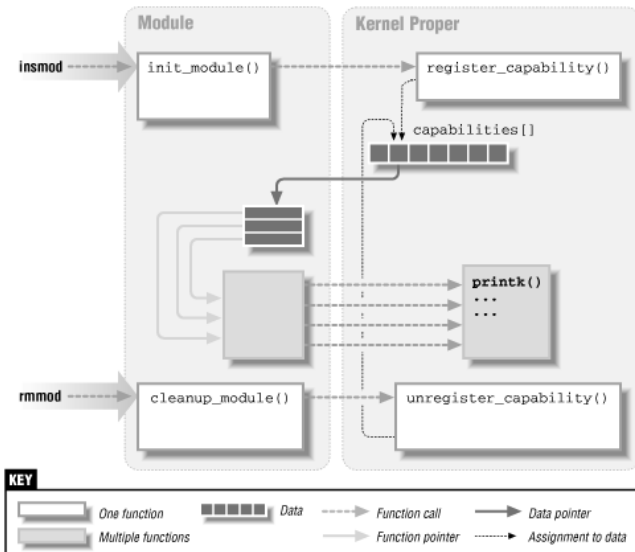 Module
Kernel Proper
insmod
init_module()
register_capability()
capabilities[]
printk()
...
...
rmmod
cleanup_module()
unregister_capability()
KEY
One function
Data
Function call
Data pointer
Multiple functions
Function pointer
Assignment to data